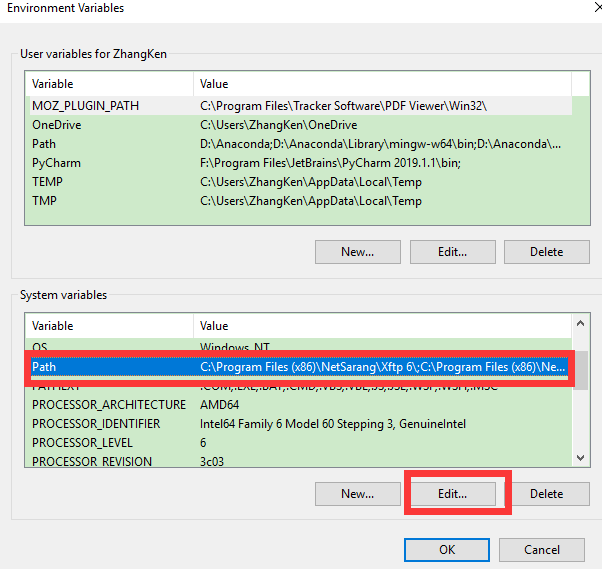 Environment Variables
User variables for ZhangKen
Variable Value
MOZ_PLUGIN_PATH C:\Program Files\Tracker Software\PDF Viewer\Win32\
OneDrive C:\Users\ZhangKen\OneDrive
Path D:\Anaconda;D:\Anaconda\Library\mingw-w64\bin;D:\Anaconda\...
PyCharm F:\Program Files\JetBrains\PyCharm 2019.1.1\bin;
TEMP C:\Users\ZhangKen\AppData\Local\Temp
TMP C:\Users\ZhangKen\AppData\Local\Temp
New... Edit... Delete
System variables
Variable Value
OS Windows_NT
Path C:\Program Files (x86)\NetSarang\Xftp 6\;C:\Program Files (x86)\Ne...
PATHEXT .COM;.EXE;.BAT;.CMD;.VBS;.VBE;.JS;.JSE;.WSF;.WSH;.MSC
PROCESSOR_ARCHITECTURE AMD64
PROCESSOR_IDENTIFIER Intel64 Family 6 Model 60 Stepping 3, GenuineIntel
PROCESSOR_LEVEL 6
PROCESSOR_REVISION 3c03
New... Edit... Delete
OK Cancel